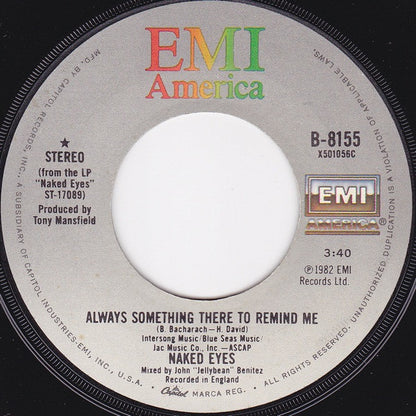 EMI
America
MFD. BY CAPITOL RECORDS, INC., A SUBSIDIARY OF CAPITOL INDUSTRIES-EMI, INC., U.S.A.
ALL RIGHTS RESERVED. UNAUTHORIZED DUPLICATION IS A VIOLATION OF APPLICABLE LAWS.
★
STEREO
(from the LP
"Naked Eyes"
ST-17089)
Produced by
Tony Mansfield
B-8155
X501056C
EMI
AMERICA
®
3:40
℗1982 EMI
Records Ltd.
ALWAYS SOMETHING THERE TO REMIND ME
(B. Bacharach—H. David)
Intersong Music/Blue Seas Music/
Jac Music Co., Inc.—ASCAP
NAKED EYES
Mixed by John "Jellybean" Benitez
Recorded in England
Capitol MARCA REG.